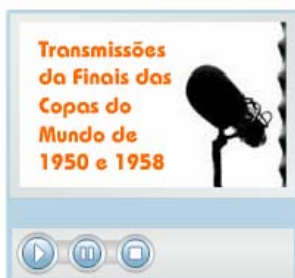 Transmissões
da Finais das
Copas do
Mundo de
1950 e 1958